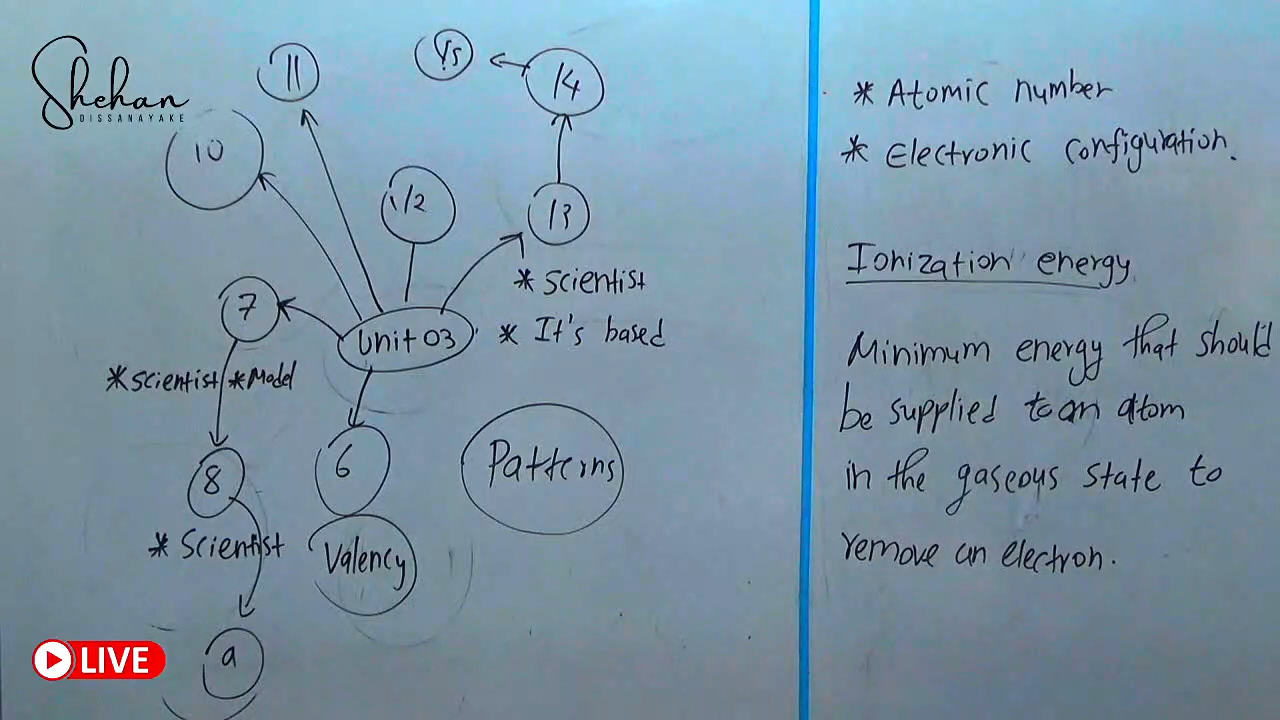 Shehan
DISSANAYAKE
11
Y5
14
10
12
13
* Scientist
* It's based
7
Unit 03
*Scientist *Model
8
6
Patterns
* Scientist
Valency
9
LIVE
* Atomic number
* Electronic configuration.
Ionization energy
Minimum energy that should
be supplied to an atom
in the gaseous state to
remove an electron.